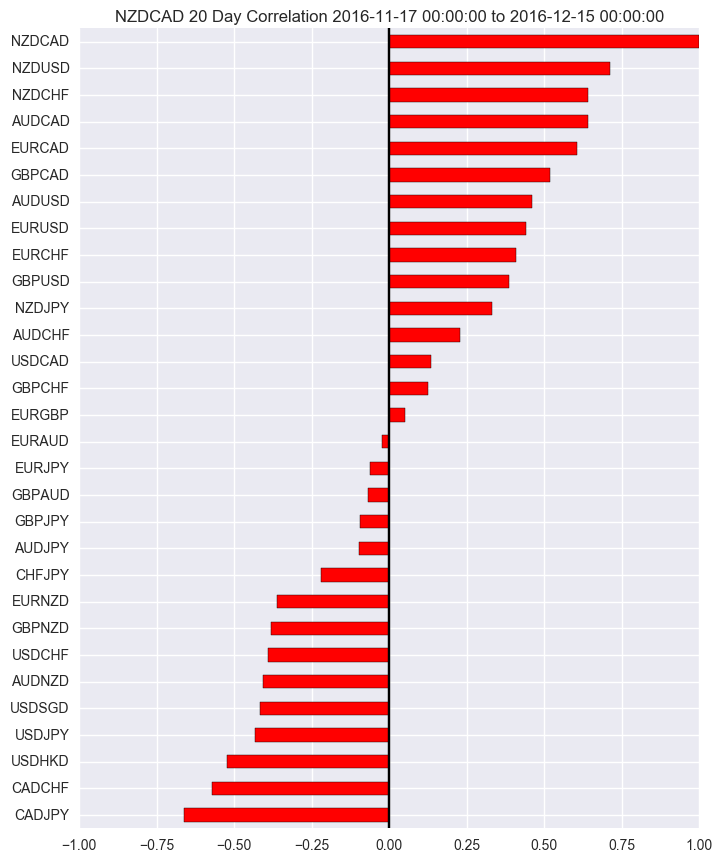 NZDCAD 20 Day Correlation 2016-11-17 00:00:00 to 2016-12-15 00:00:00
NZDCAD
NZDUSD
NZDCHF
AUDCAD
EURCAD
GBPCAD
AUDUSD
EURUSD
EURCHF
GBPUSD
NZDJPY
AUDCHF
USDCAD
GBPCHF
EURGBP
EURAUD
EURJPY
GBPAUD
GBPJPY
AUDJPY
CHFJPY
EURNZD
GBPNZD
USDCHF
AUDNZD
USDSGD
USDJPY
USDHKD
CADCHF
CADJPY
−1.00 −0.75 −0.50 −0.25 0.00 0.25 0.50 0.75 1.00